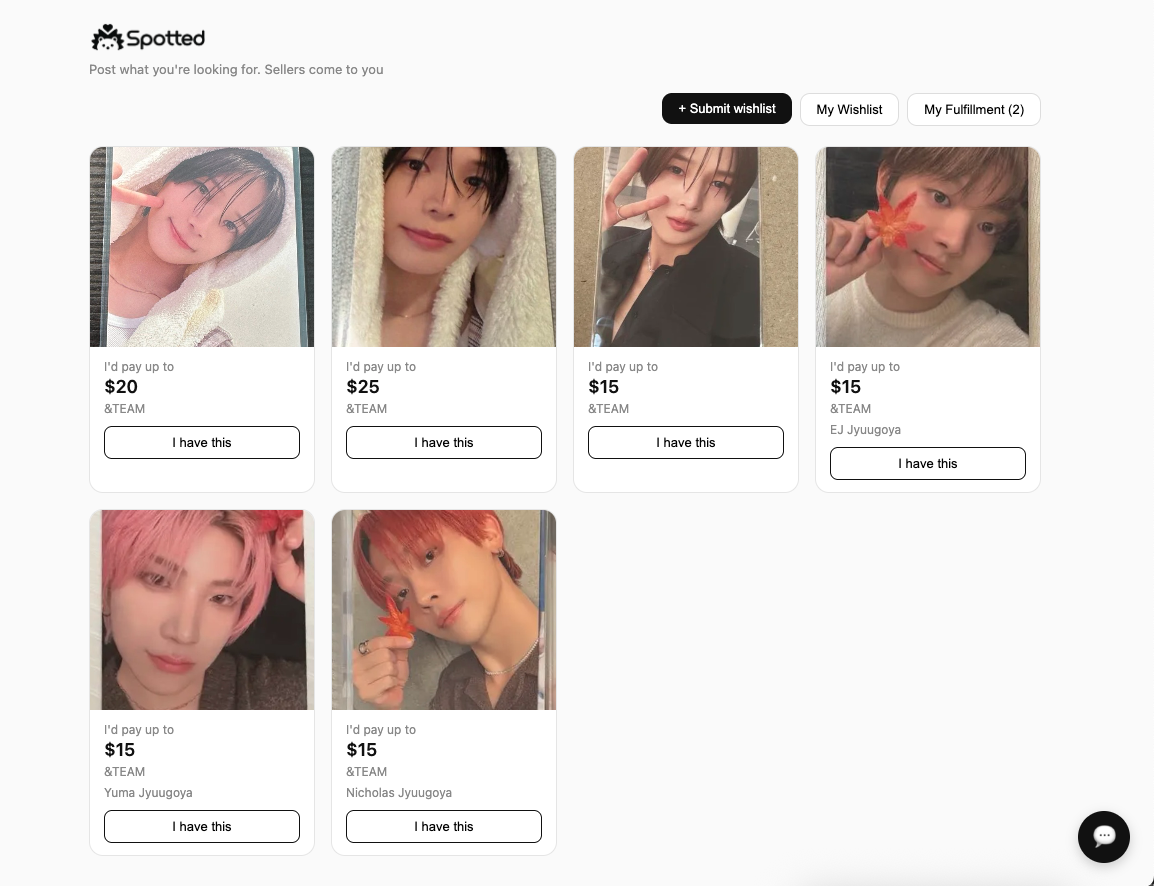 Spotted
Post what you're looking for. Sellers come to you
+ Submit wishlist
My Wishlist
My Fulfillment (2)
I'd pay up to
$20
&TEAM
I have this
I'd pay up to
$25
&TEAM
I have this
I'd pay up to
$15
&TEAM
I have this
I'd pay up to
$15
&TEAM
EJ Jyuugoya
I have this
I'd pay up to
$15
&TEAM
Yuma Jyuugoya
I have this
I'd pay up to
$15
&TEAM
Nicholas Jyuugoya
I have this